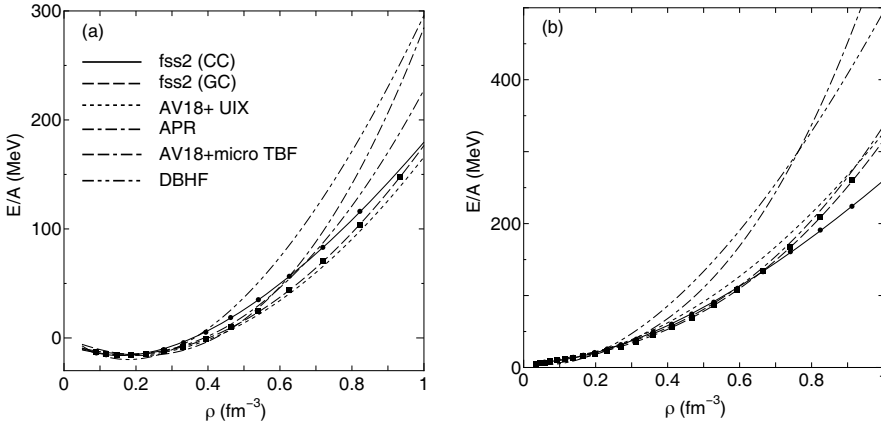 (a)
300
200
100
0
E/A (MeV)
fss2 (CC)
fss2 (GC)
AV18+ UIX
APR
AV18+micro TBF
DBHF
0 0.2 0.4 0.6 0.8 1
ρ (fm⁻³)
(b)
400
200
0
E/A (MeV)
0 0.2 0.4 0.6 0.8 1
ρ (fm⁻³)